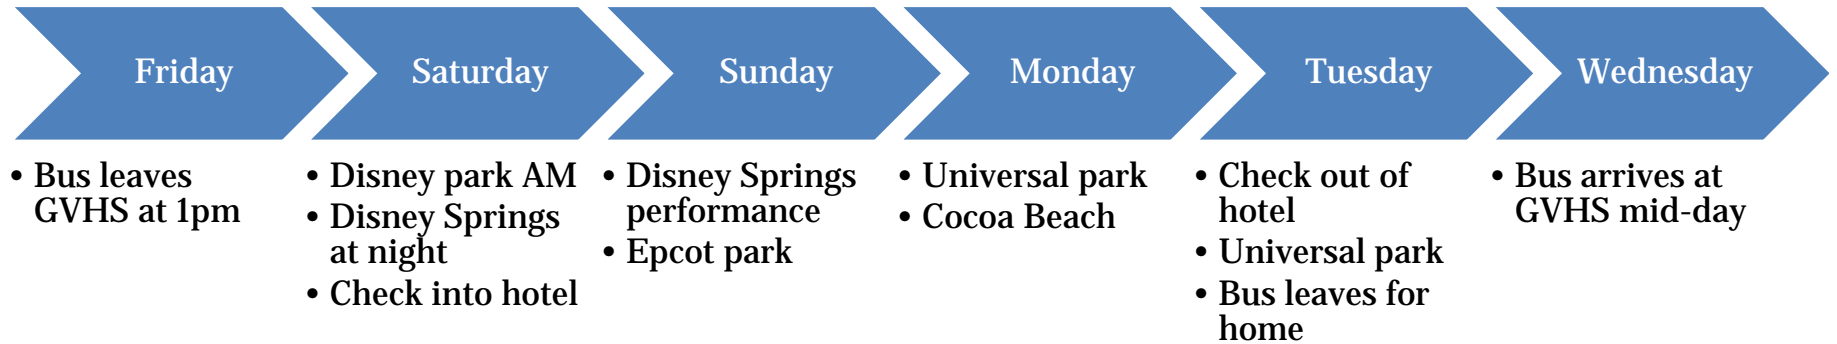 Friday
Saturday
Sunday
Monday
Tuesday
Wednesday
• Bus leaves
GVHS at 1pm
• Disney park AM
• Disney Springs
at night
• Check into hotel
• Disney Springs
performance
• Epcot park
• Universal park
• Cocoa Beach
• Check out of
hotel
• Universal park
• Bus leaves for
home
• Bus arrives at
GVHS mid-day